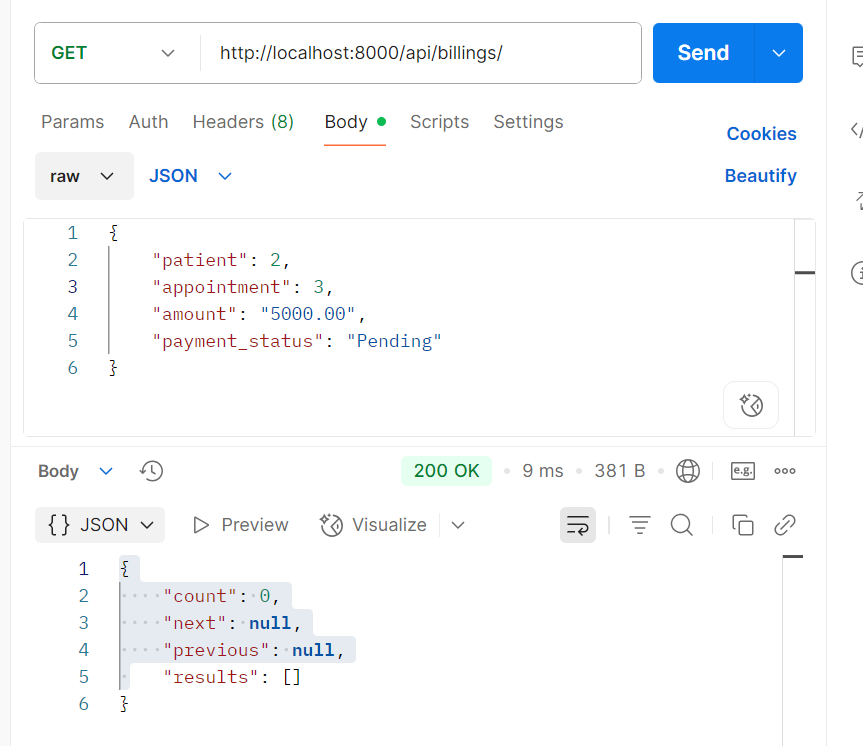 GET http://localhost:8000/api/billings/ Send
Params Auth Headers (8) Body Scripts Settings Cookies
raw JSON Beautify
1 {
2 "patient": 2,
3 "appointment": 3,
4 "amount": "5000.00",
5 "payment_status": "Pending"
6 }
Body 200 OK 9 ms 381 B e.g.
{} JSON Preview Visualize
1 {
2 "count": 0,
3 "next": null,
4 "previous": null,
5 "results": []
6 }